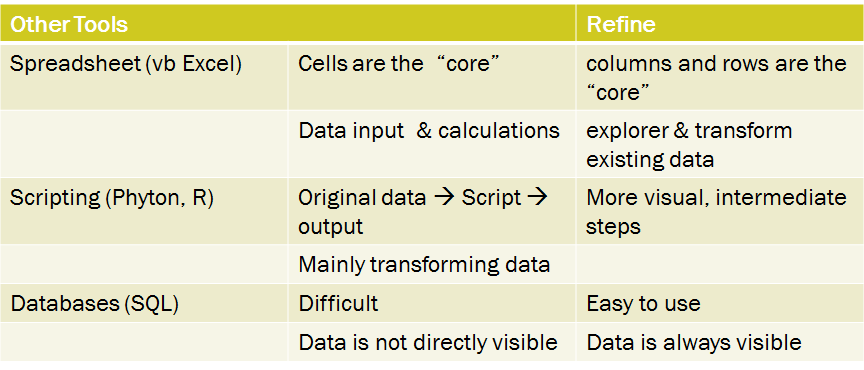 Other Tools Refine
Spreadsheet (vb Excel) Cells are the “core” columns and rows are the
“core”
Data input & calculations explorer & transform
existing data
Scripting (Phyton, R) Original data → Script → More visual, intermediate
output steps
Mainly transforming data
Databases (SQL) Difficult Easy to use
Data is not directly visible Data is always visible